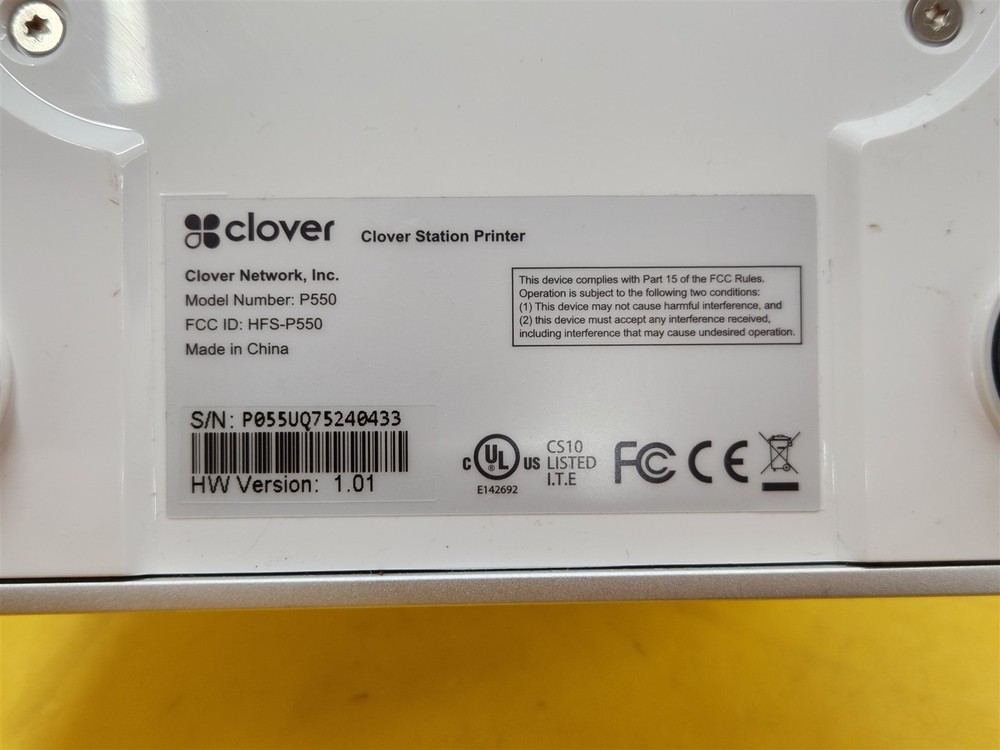 clover
Clover Station Printer
Clover Network, Inc.
Model Number: P550
FCC ID: HFS-P550
Made in China
This device complies with Part 15 of the FCC Rules.
Operation is subject to the following two conditions:
(1) This device may not cause harmful interference, and
(2) this device must accept any interference received,
including interference that may cause undesired operation.
S/N: P055UQ75240433
HW Version: 1.01
C UL US
E142692
CS10
LISTED
I.T.E
FC CE